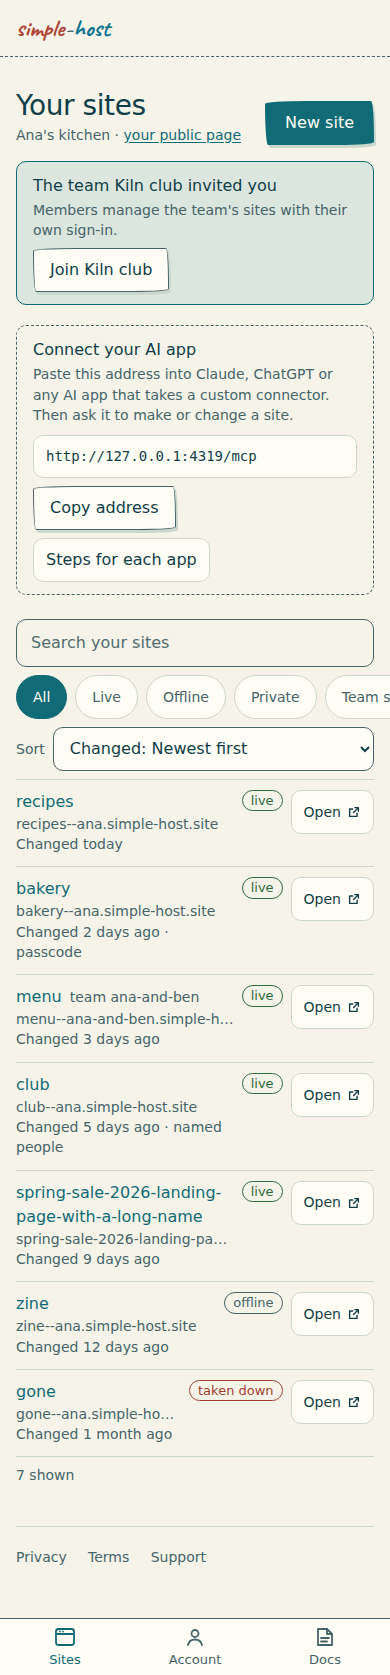 simple-host
Your sites
Ana's kitchen · your public page
New site
The team Kiln club invited you
Members manage the team's sites with their
own sign-in.
Join Kiln club
Connect your AI app
Paste this address into Claude, ChatGPT or
any AI app that takes a custom connector.
Then ask it to make or change a site.
http://127.0.0.1:4319/mcp
Copy address
Steps for each app
Search your sites
All Live Offline Private Team s
Sort Changed: Newest first
recipes live Open
recipes--ana.simple-host.site
Changed today
bakery live Open
bakery--ana.simple-host.site
Changed 2 days ago ·
passcode
menu team ana-and-ben live Open
menu--ana-and-ben.simple-h...
Changed 3 days ago
club live Open
club--ana.simple-host.site
Changed 5 days ago · named
people
spring-sale-2026-landing- live Open
page-with-a-long-name
spring-sale-2026-landing-pa...
Changed 9 days ago
zine offline Open
zine--ana.simple-host.site
Changed 12 days ago
gone taken down Open
gone--ana.simple-ho...
Changed 1 month ago
7 shown
Privacy Terms Support
Sites Account Docs